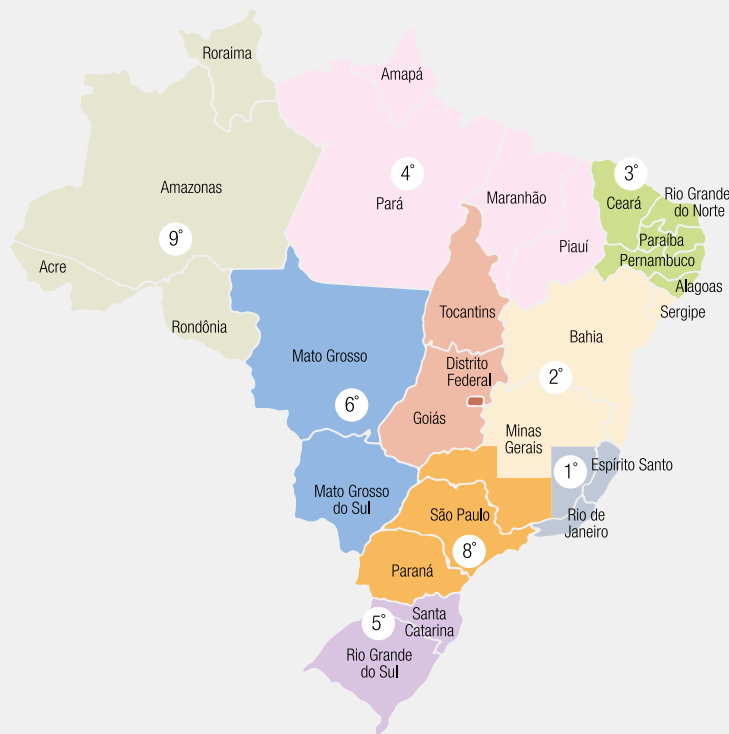 Roraima
Amapá
Amazonas
4°
Pará
Maranhão
3°
Ceará
Rio Grande
do Norte
Piauí
Paraíba
Pernambuco
9°
Acre
Alagoas
Sergipe
Rondônia
Tocantins
Bahia
Mato Grosso
Distrito
Federal
2°
6°
Goiás
Minas
Gerais
1°
Espírito Santo
Mato Grosso
do Sul
São Paulo
Rio de
Janeiro
8°
Paraná
5°
Santa
Catarina
Rio Grande
do Sul